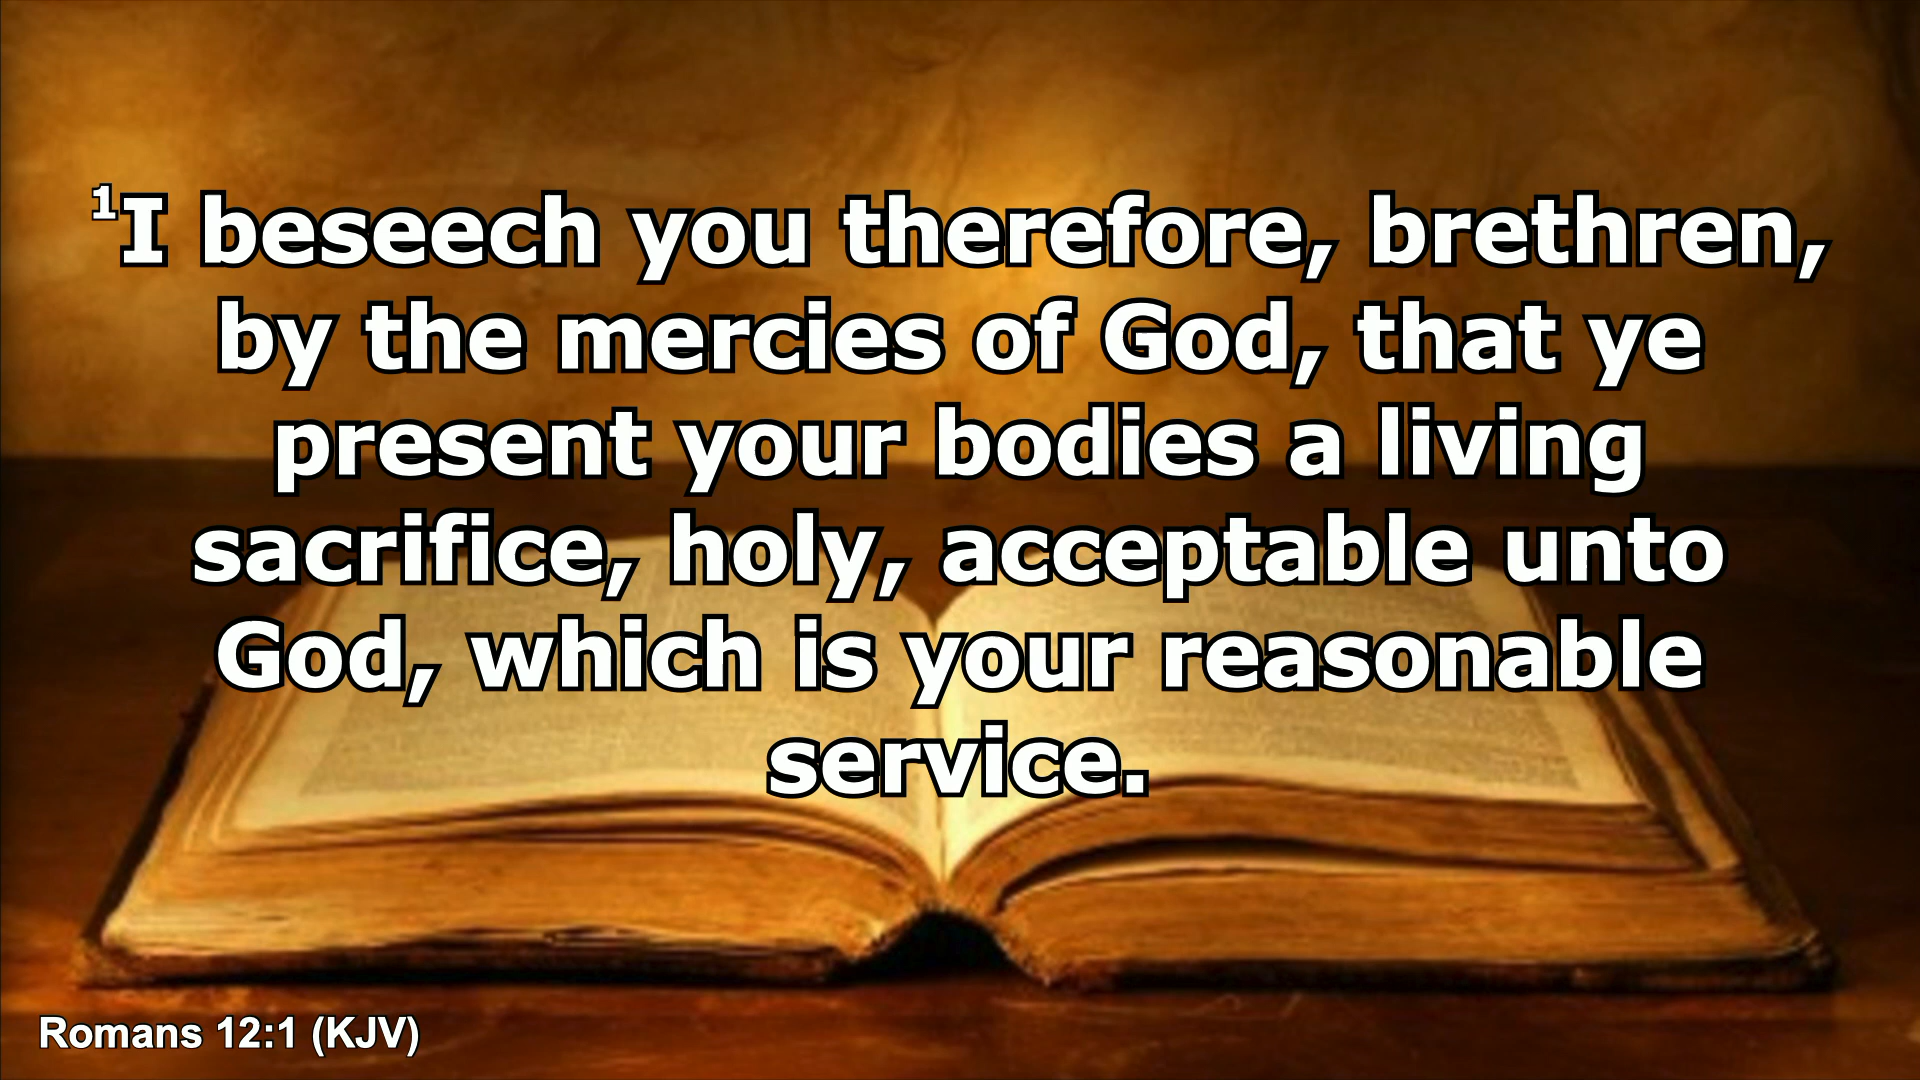 ¹I beseech you therefore, brethren,
by the mercies of God, that ye
present your bodies a living
sacrifice, holy, acceptable unto
God, which is your reasonable
service.
Romans 12:1 (KJV)